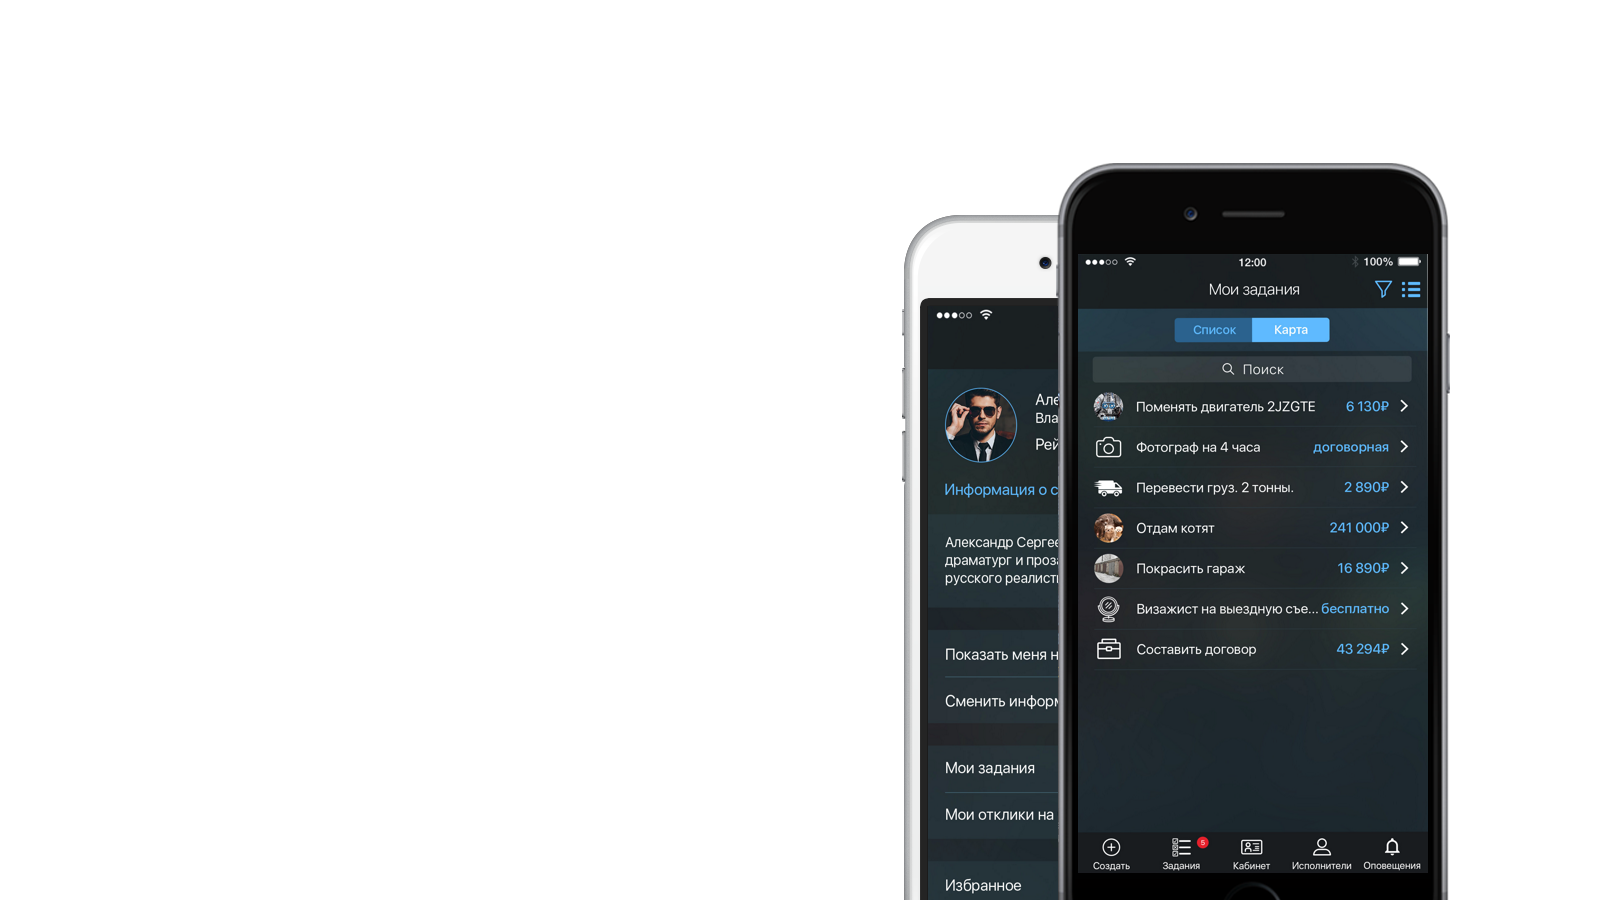 Але
Вла
Рей
Информация о с
Александр Сергее
драматург и проз
русского реалист
Показать меня н
Сменить информ
Мои задания
Мои отклики на
Избранное
12:00
100%
Мои задания
Список Карта
Поиск
Поменять двигатель 2JZGTE 6 130₽
Фотограф на 4 часа договорная
Перевести груз. 2 тонны. 2 890₽
Отдам котят 241 000₽
Покрасить гараж 16 890₽
Визажист на выездную съе... бесплатно
Составить договор 43 294₽
5
Создать Задания Кабинет Исполнители Оповещения